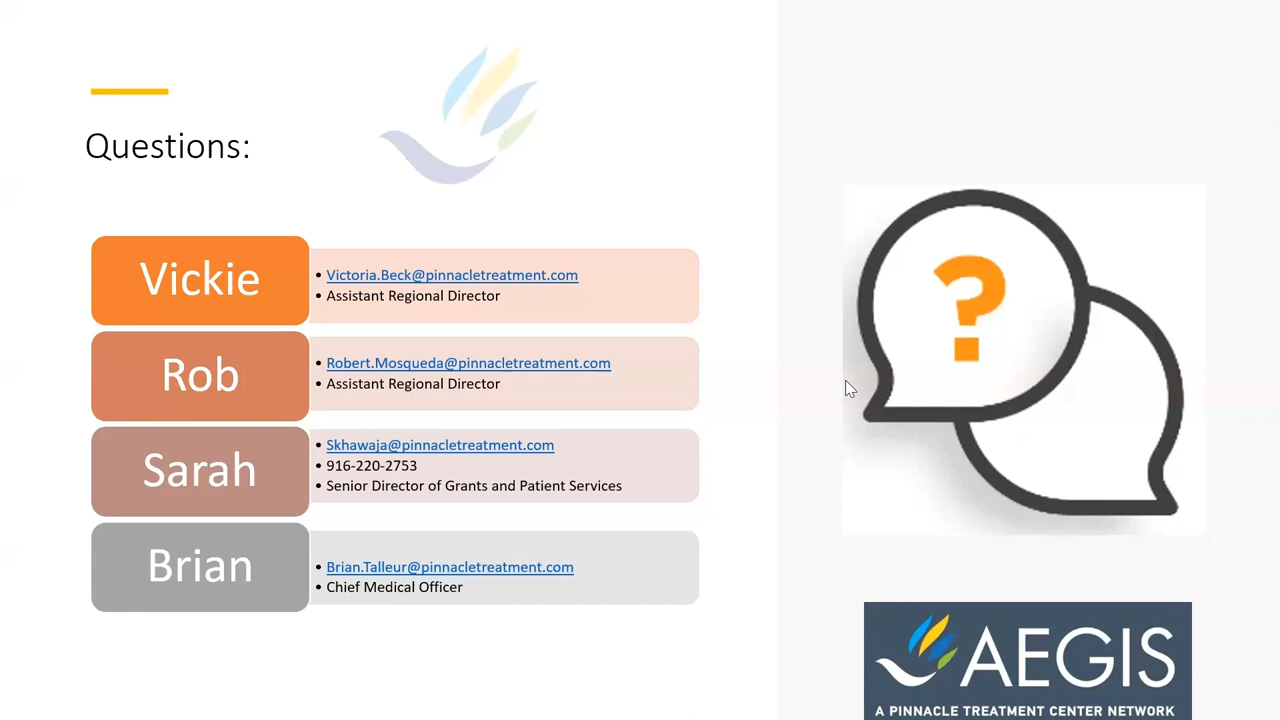 Questions:
Vickie
• Victoria.Beck@pinnacletreatment.com
• Assistant Regional Director
Rob
• Robert.Mosqueda@pinnacletreatment.com
• Assistant Regional Director
Sarah
• Skhawaja@pinnacletreatment.com
• 916-220-2753
• Senior Director of Grants and Patient Services
Brian
• Brian.Talleur@pinnacletreatment.com
• Chief Medical Officer
?
AEGIS
A PINNACLE TREATMENT CENTER NETWORK